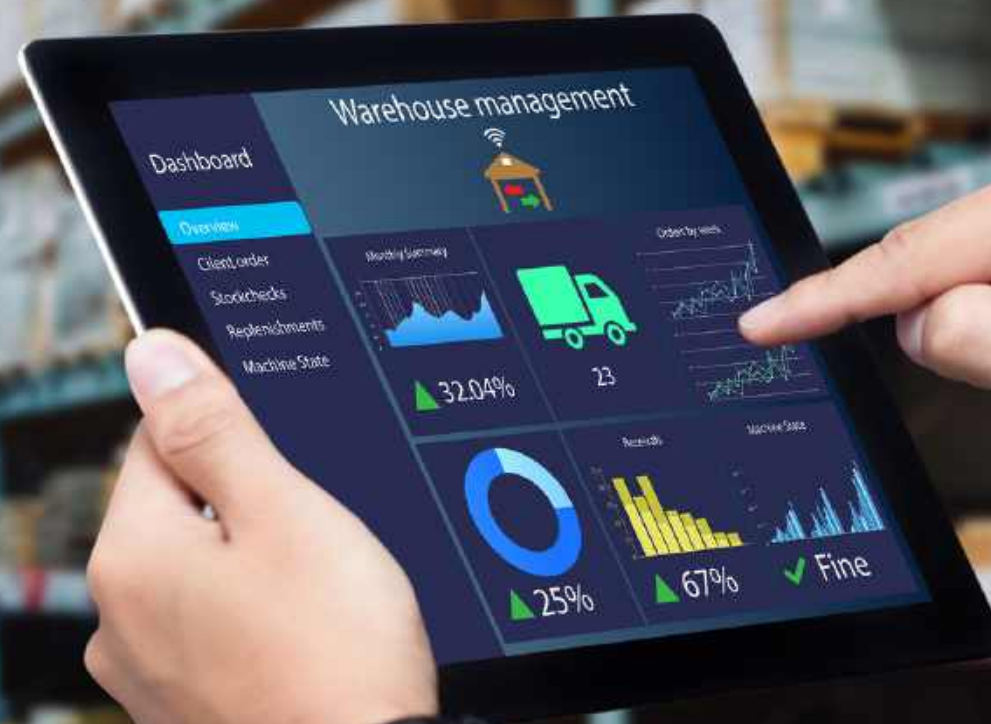 Warehouse management
Dashboard
Overview
Client order
Stockchecks
Replenishments
Machine State
Monthly Summary
32.04%
23
Orders by week
25%
67%
Machine State
Fine